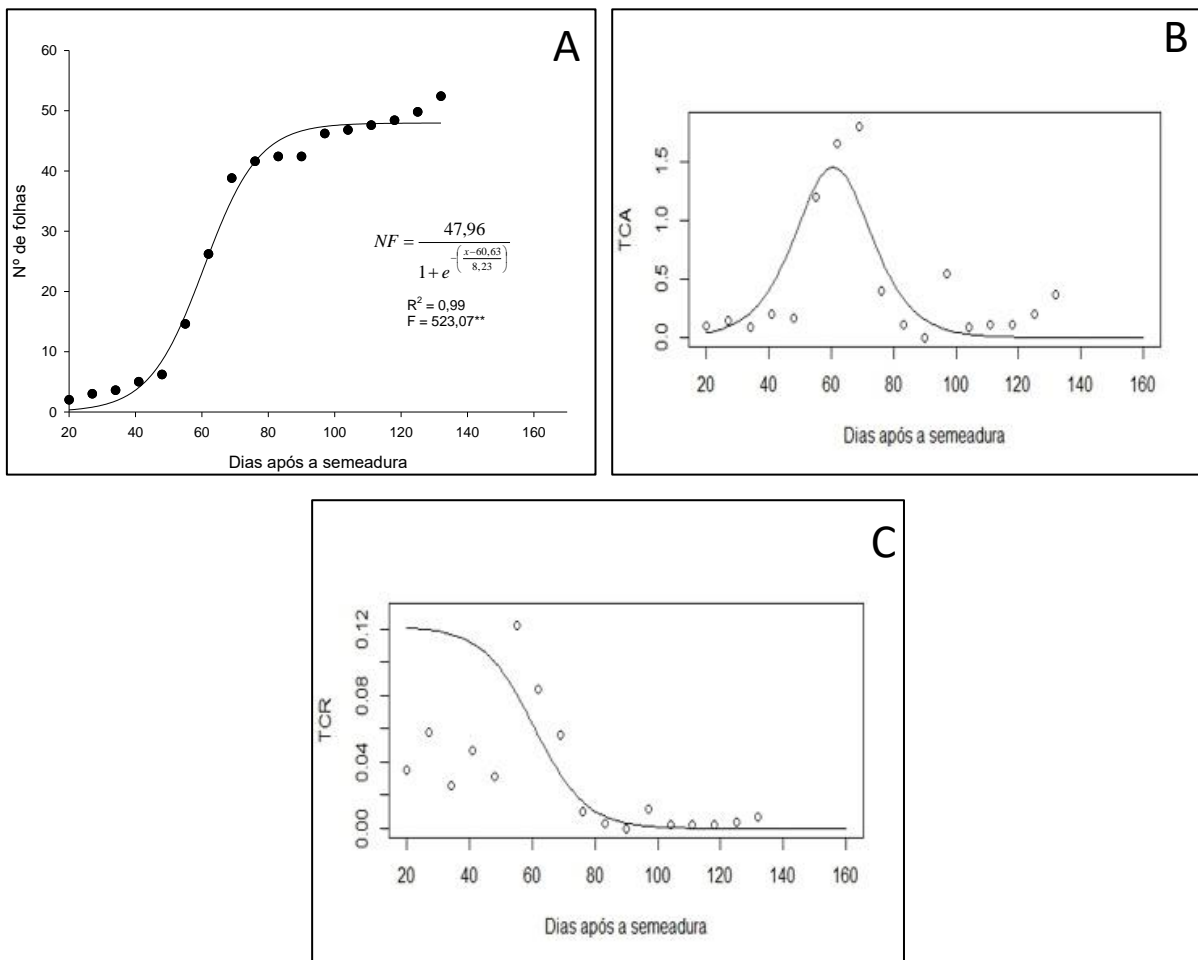 A
60
50
40
30
20
10
0
Nº de folhas
NF = 47,96 / 1 + e^-((x−60,63)/8,23)
R² = 0,99
F = 523,07**
20 40 60 80 100 120 140 160
Dias após a semeadura
B
1.5
1.0
0.5
0.0
TCA
20 40 60 80 100 120 140 160
Dias após a semeadura
C
0.12
0.08
0.04
0.00
TCR
20 40 60 80 100 120 140 160
Dias após a semeadura